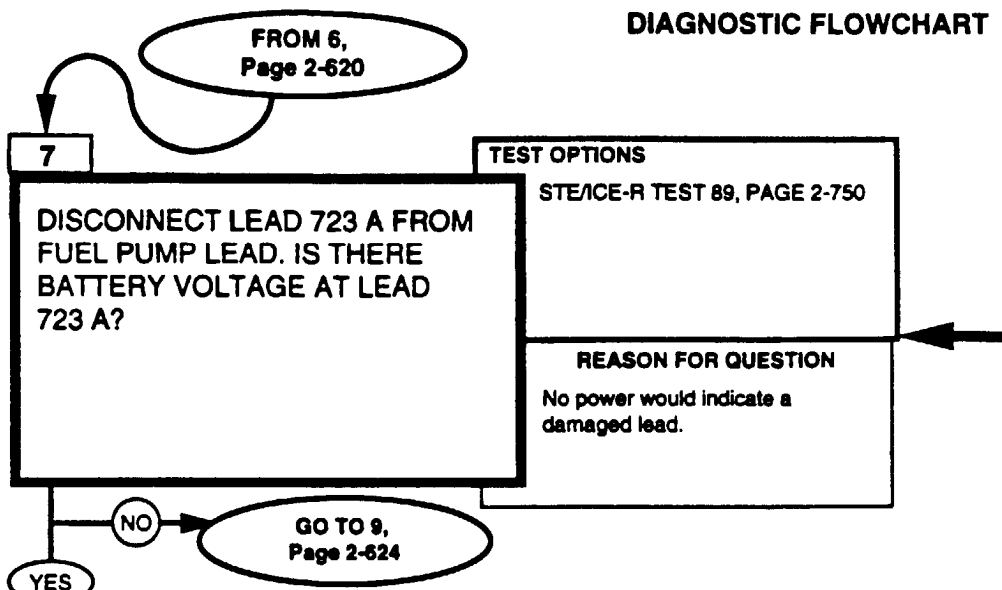 DIAGNOSTIC FLOWCHART
FROM 6,
Page 2-620
7
DISCONNECT LEAD 723 A FROM
FUEL PUMP LEAD. IS THERE
BATTERY VOLTAGE AT LEAD
723 A?
TEST OPTIONS
STE/ICE-R TEST 89, PAGE 2-750
REASON FOR QUESTION
No power would indicate a
damaged lead.
NO
GO TO 9,
Page 2-624
YES